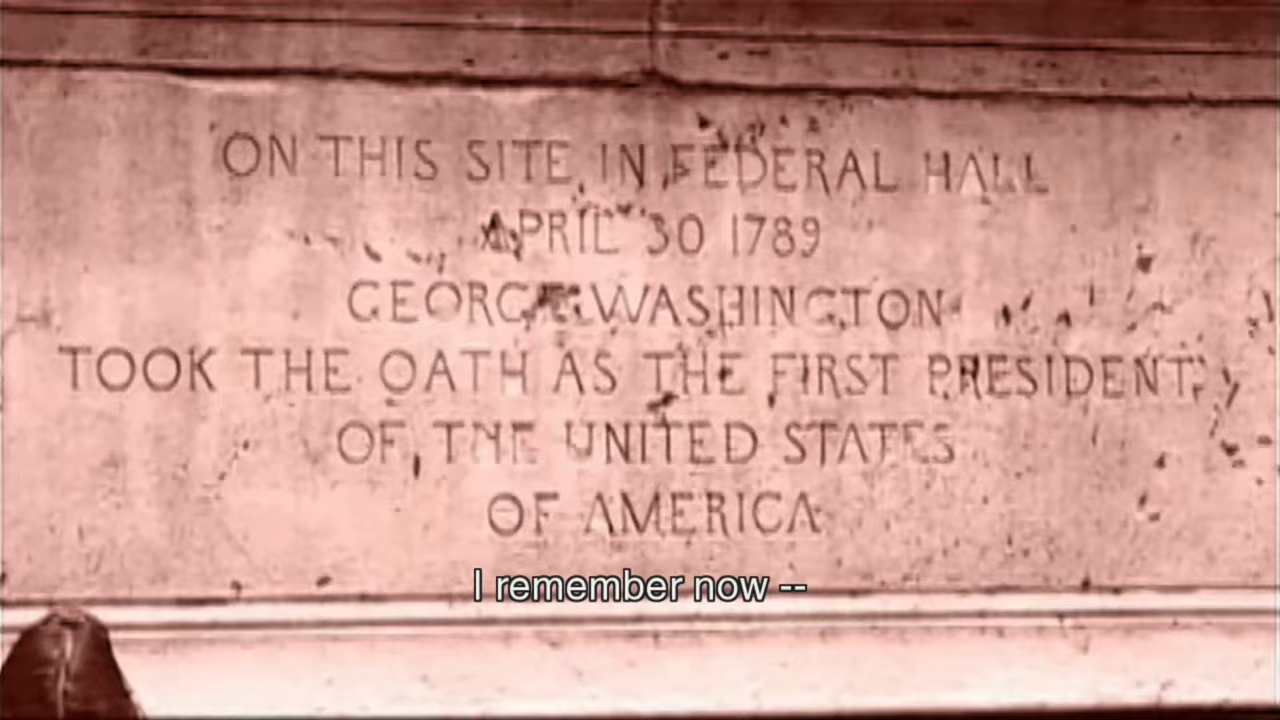 ON THIS SITE IN FEDERAL HALL
APRIL 30 1789
GEORGE WASHINGTON
TOOK THE OATH AS THE FIRST PRESIDENT
OF THE UNITED STATES
OF AMERICA
I remember now --